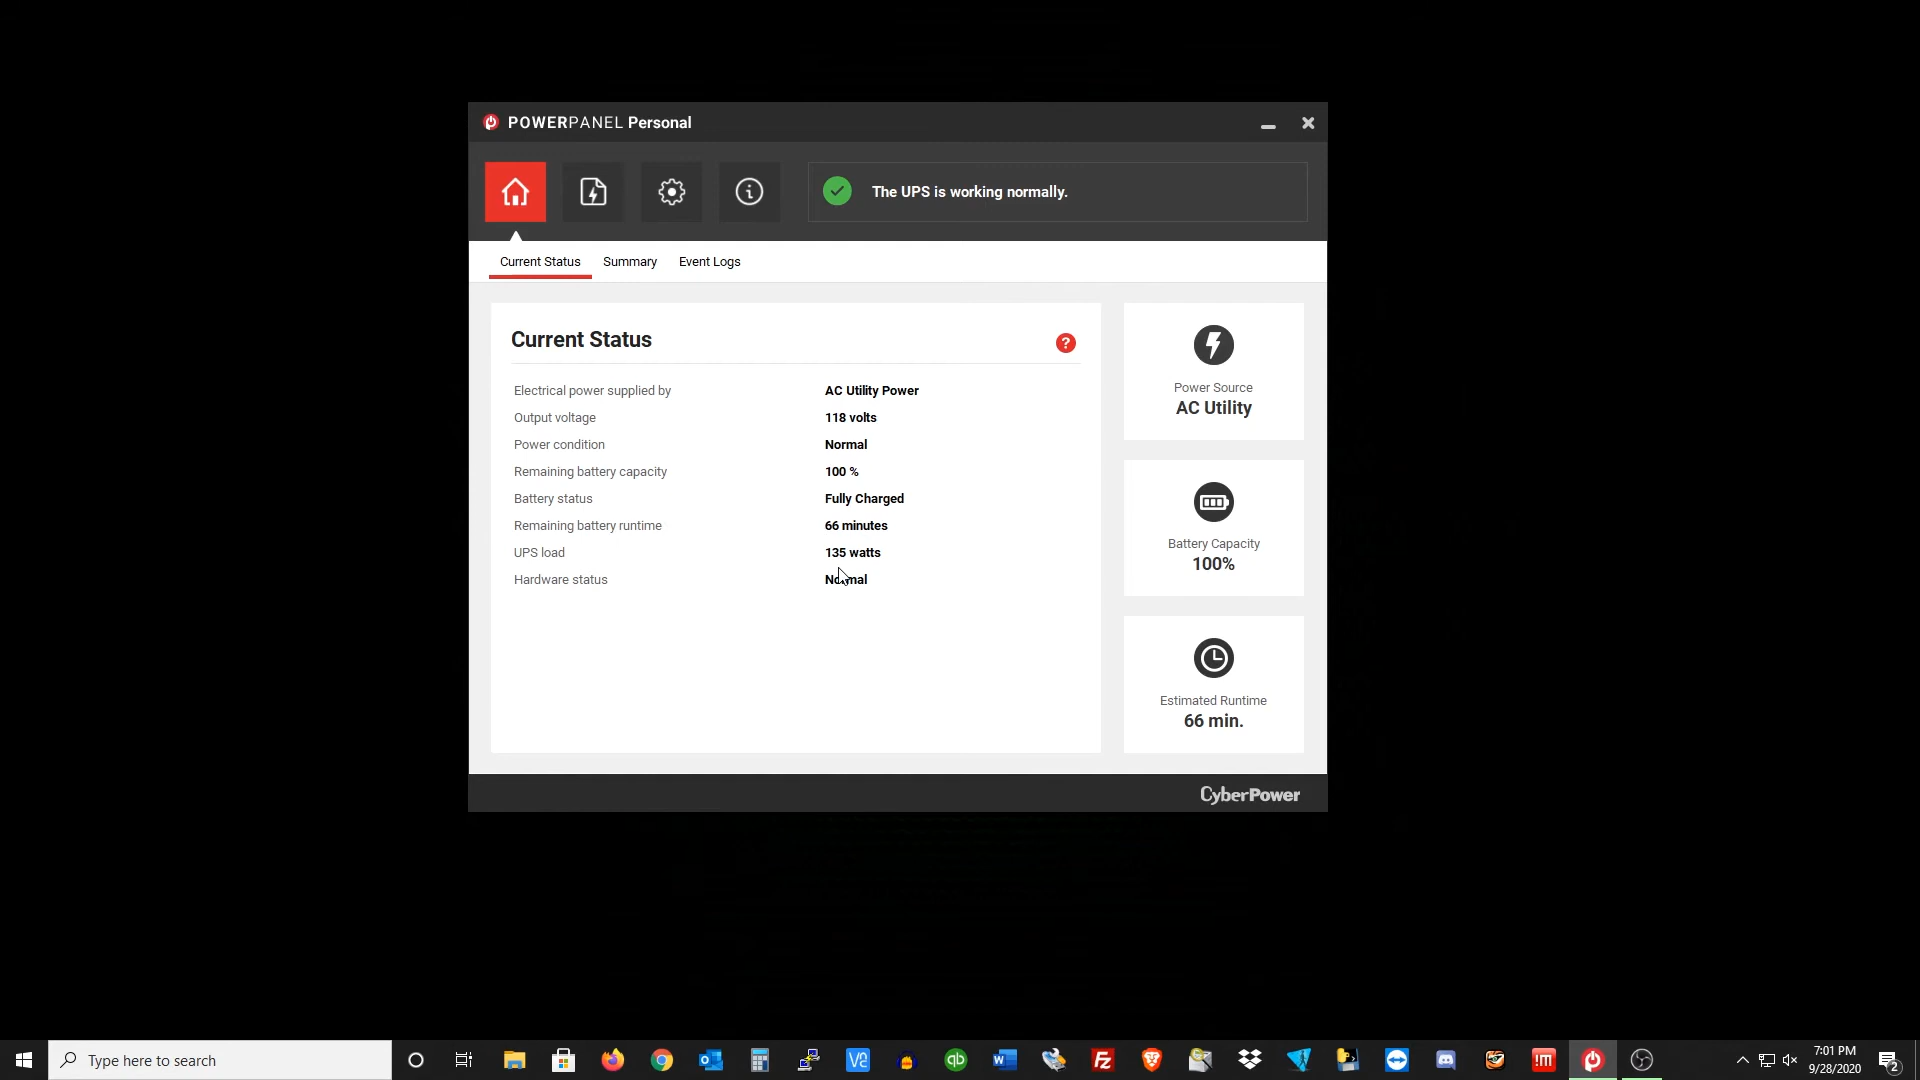 POWERPANEL Personal
The UPS is working normally.
Current Status Summary Event Logs
Current Status
?
Electrical power supplied by AC Utility Power
Output voltage 118 volts
Power condition Normal
Remaining battery capacity 100 %
Battery status Fully Charged
Remaining battery runtime 66 minutes
UPS load 135 watts
Hardware status Normal
Power Source
AC Utility
Battery Capacity
100%
Estimated Runtime
66 min.
CyberPower
Type here to search
qb
W
FZ
!m
7:01 PM
9/28/2020
2